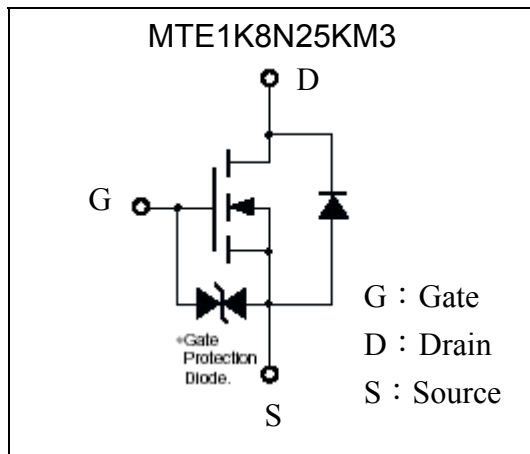 MTE1K8N25KM3
D
G
G：Gate
*Gate
Protection
Diode.
D：Drain
S：Source
S